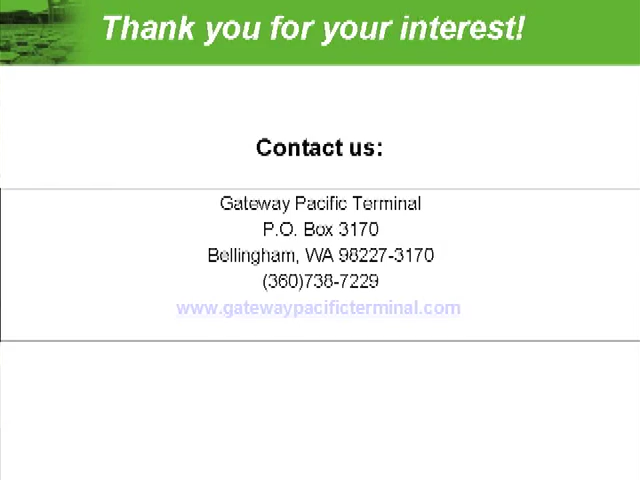 Thank you for your interest!
Contact us:
Gateway Pacific Terminal
P.O. Box 3170
Bellingham, WA 98227-3170
(360)738-7229
www.gatewaypacificterminal.com